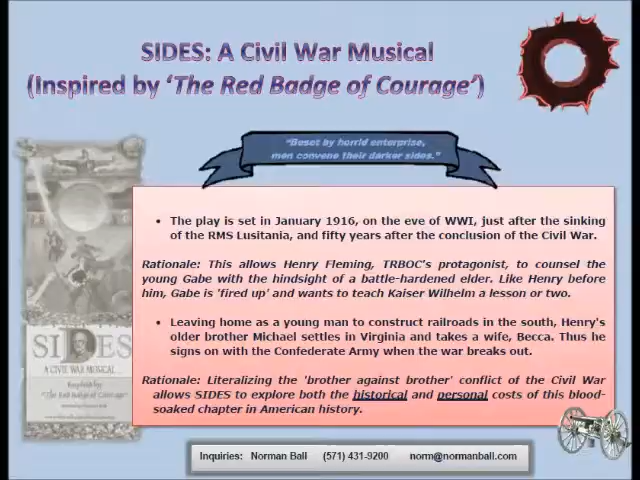 SIDES: A Civil War Musical
(Inspired by ‘The Red Badge of Courage’)
“Beset by horrid enterprise,
men convene their darker sides.”
• The play is set in January 1916, on the eve of WWI, just after the sinking
of the RMS Lusitania, and fifty years after the conclusion of the Civil War.
Rationale: This allows Henry Fleming, TRBOC's protagonist, to counsel the
young Gabe with the hindsight of a battle-hardened elder. Like Henry before
him, Gabe is 'fired up' and wants to teach Kaiser Wilhelm a lesson or two.
• Leaving home as a young man to construct railroads in the south, Henry's
older brother Michael settles in Virginia and takes a wife, Becca. Thus he
signs on with the Confederate Army when the war breaks out.
Rationale: Literalizing the 'brother against brother' conflict of the Civil War
allows SIDES to explore both the historical and personal costs of this blood-
soaked chapter in American history.
SIDES
A CIVIL WAR MUSICAL
Inspired by
"The Red Badge of Courage"
Inquiries: Norman Ball (571) 431-9200 norm@normanball.com